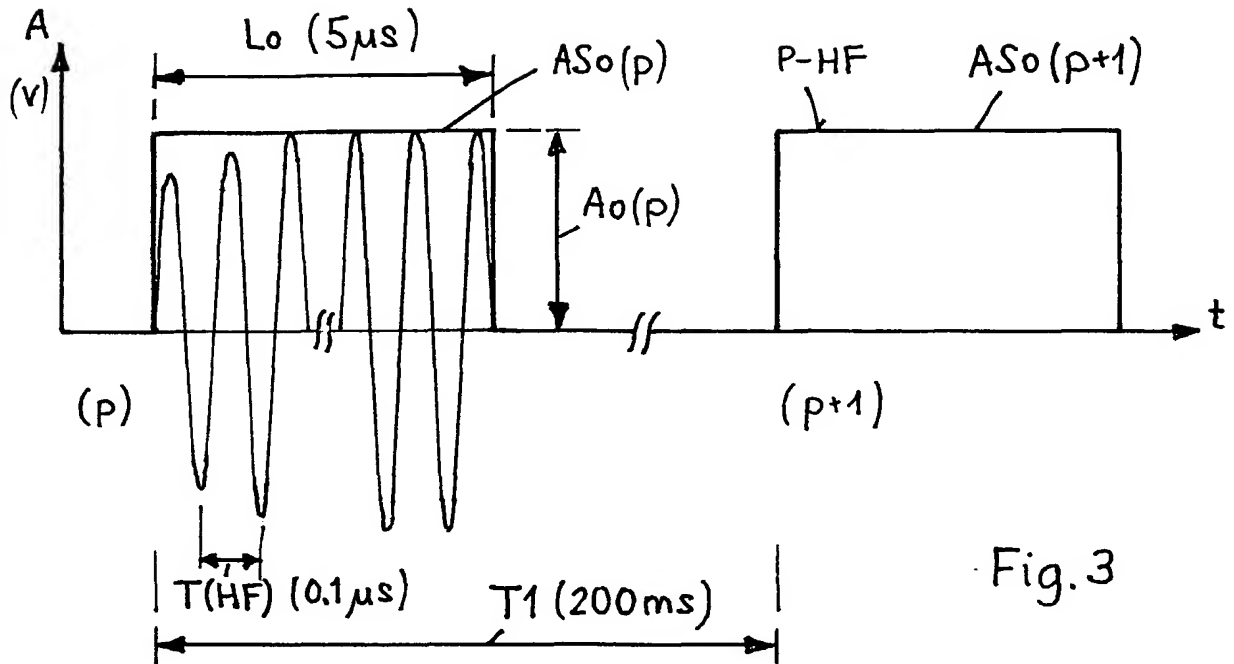 A
(v)
Lo (5μs)
ASo(p)
P-HF
ASo(p+1)
Ao(p)
t
(p)
(p+1)
T(HF) (0.1μs)
T1 (200ms)
Fig. 3